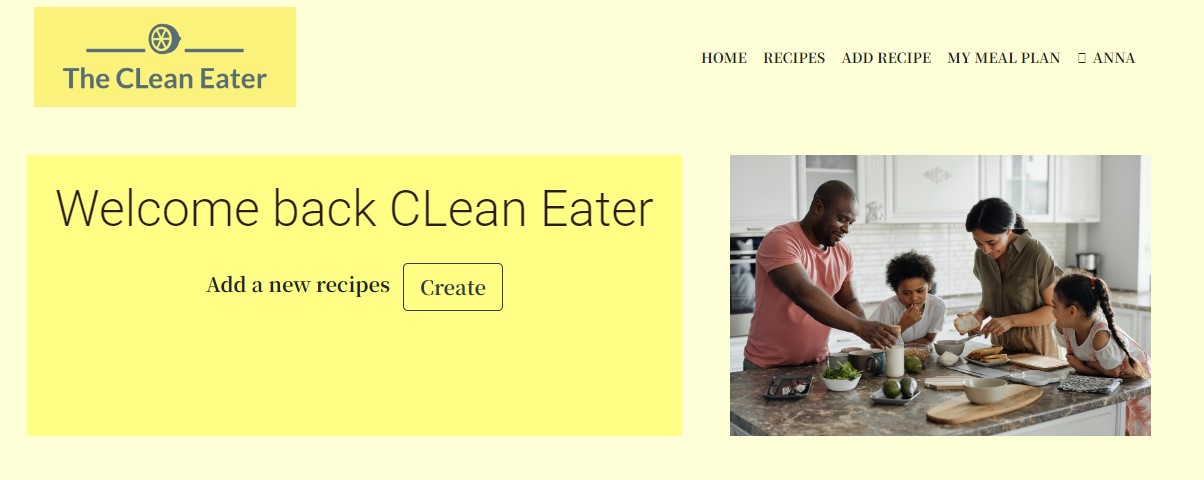 The CLean Eater
HOME RECIPES ADD RECIPE MY MEAL PLAN ANNA
Welcome back CLean Eater
Add a new recipes Create